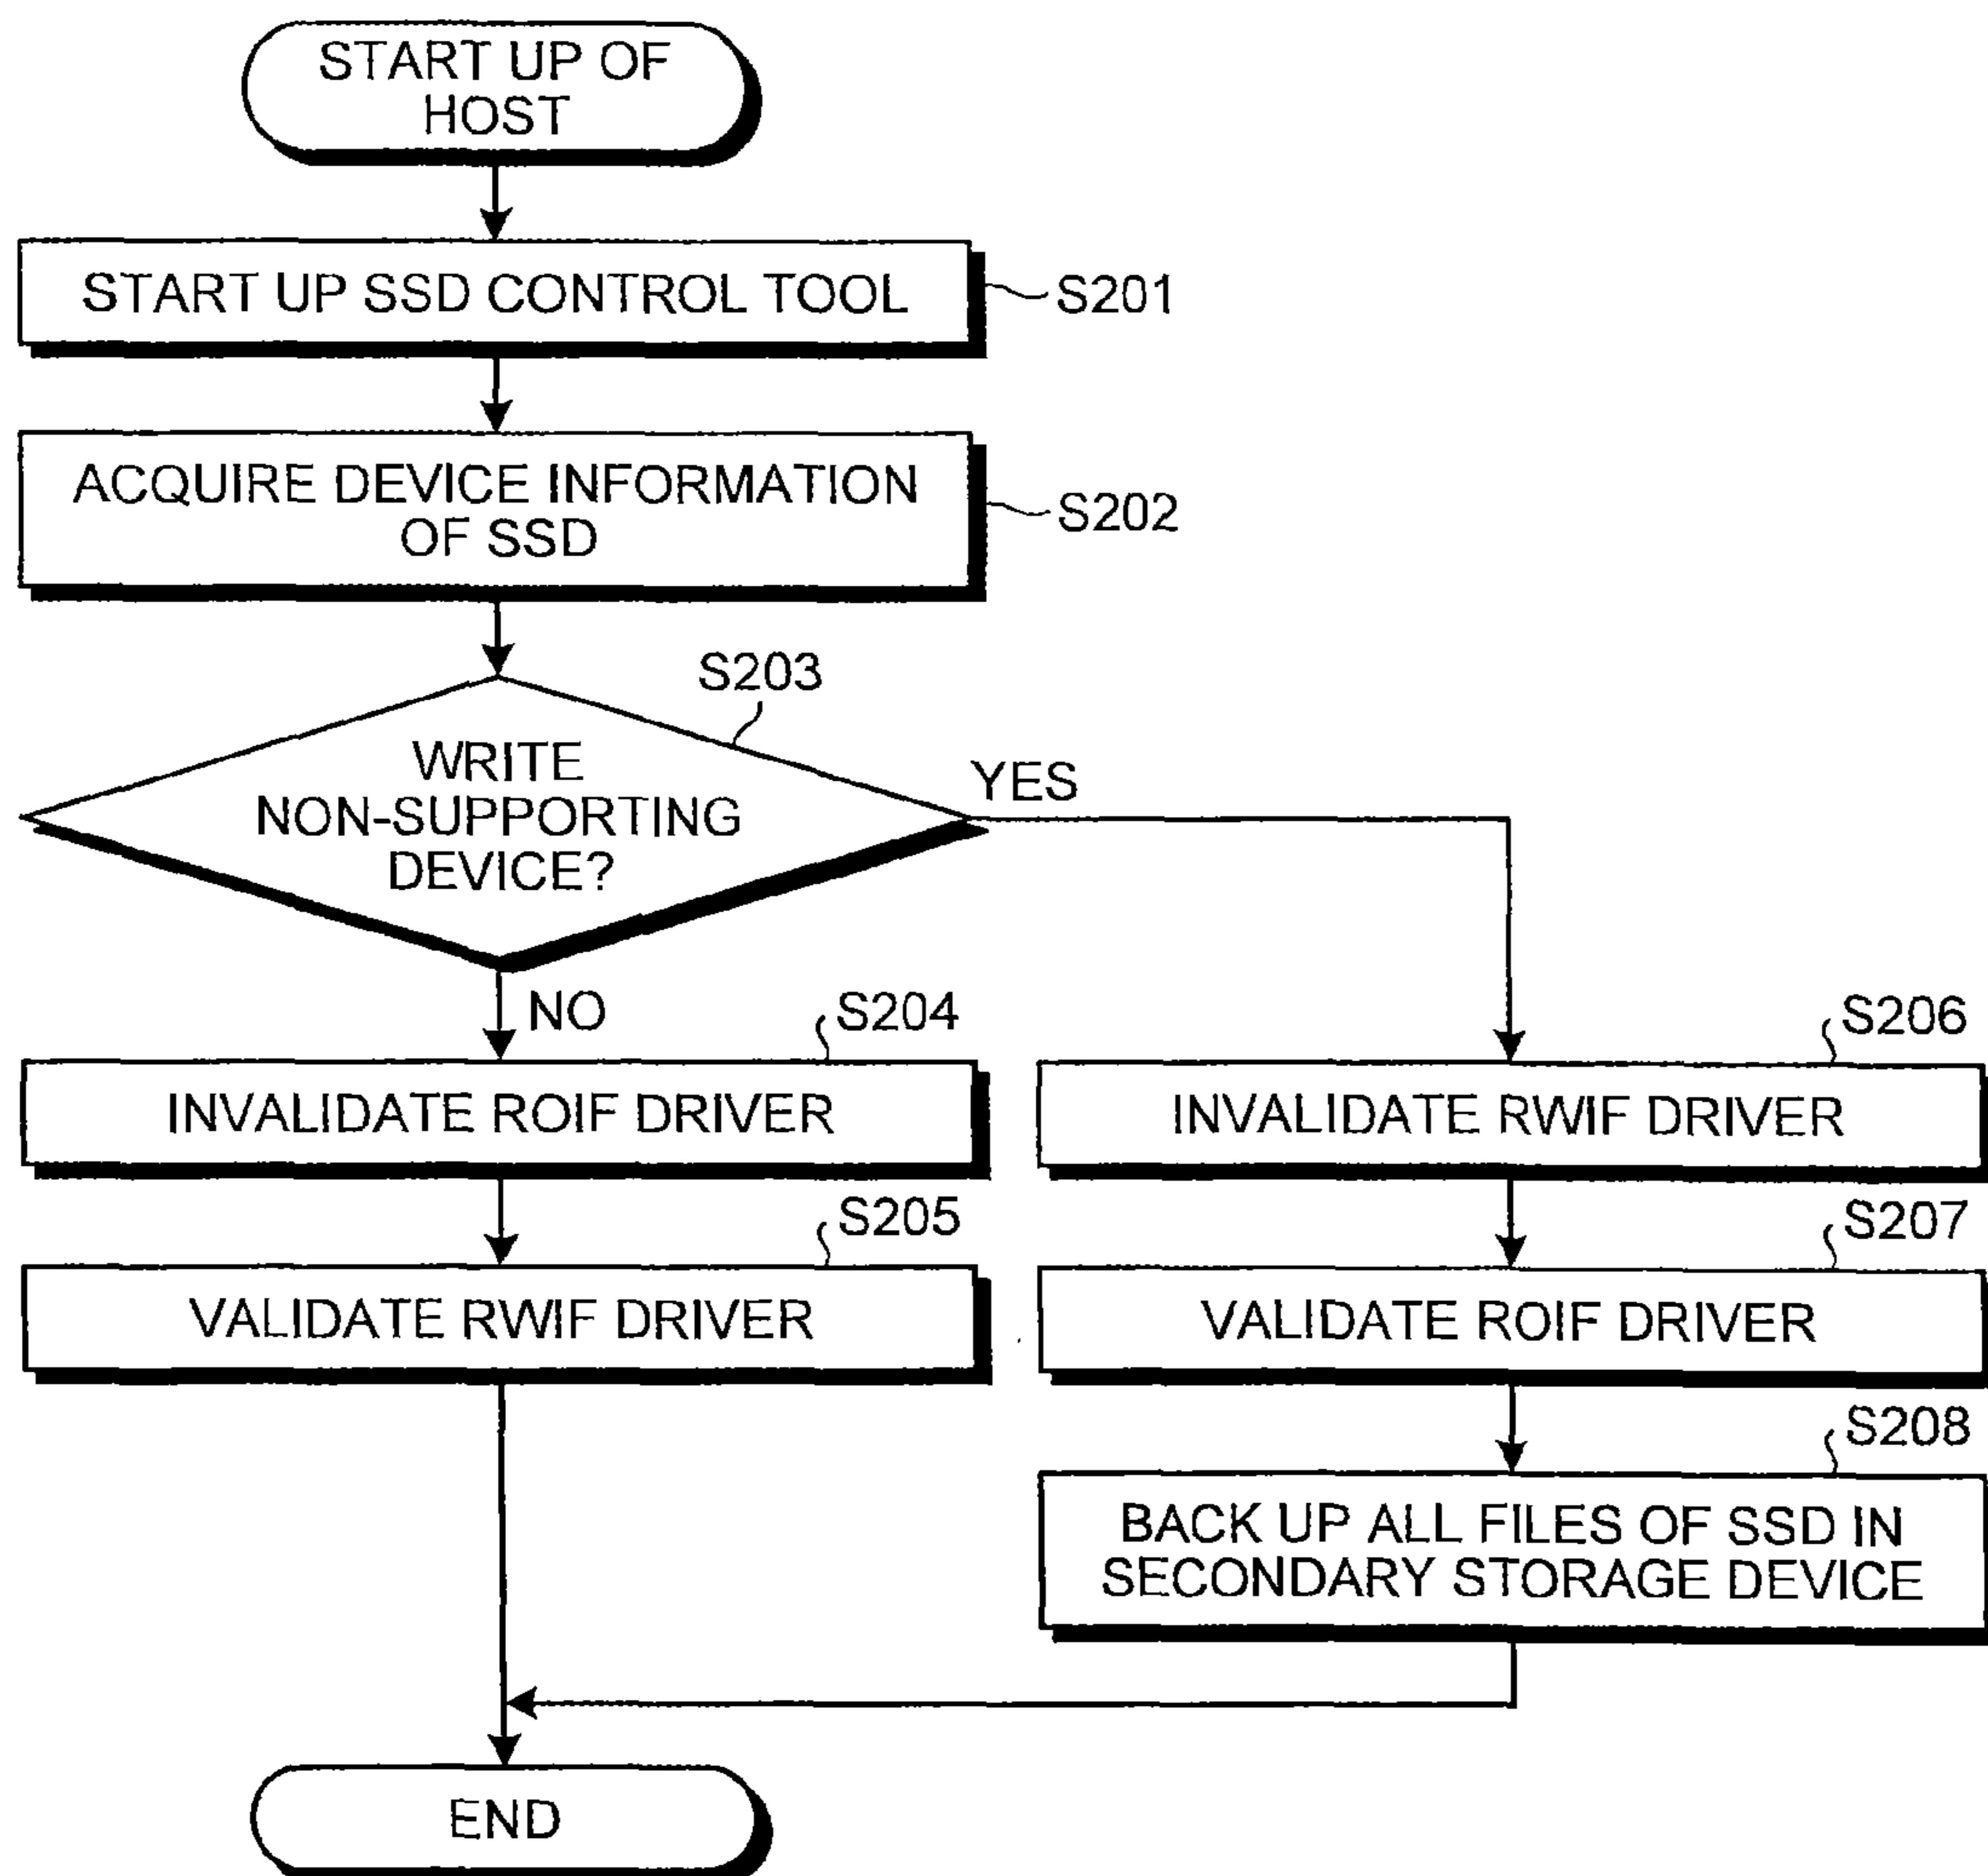 START UP OF
HOST
START UP SSD CONTROL TOOL
S201
ACQUIRE DEVICE INFORMATION
OF SSD
S202
S203
WRITE
NON-SUPPORTING
DEVICE?
YES
NO
S204
INVALIDATE ROIF DRIVER
S205
VALIDATE RWIF DRIVER
S206
INVALIDATE RWIF DRIVER
S207
VALIDATE ROIF DRIVER
S208
BACK UP ALL FILES OF SSD IN
SECONDARY STORAGE DEVICE
END